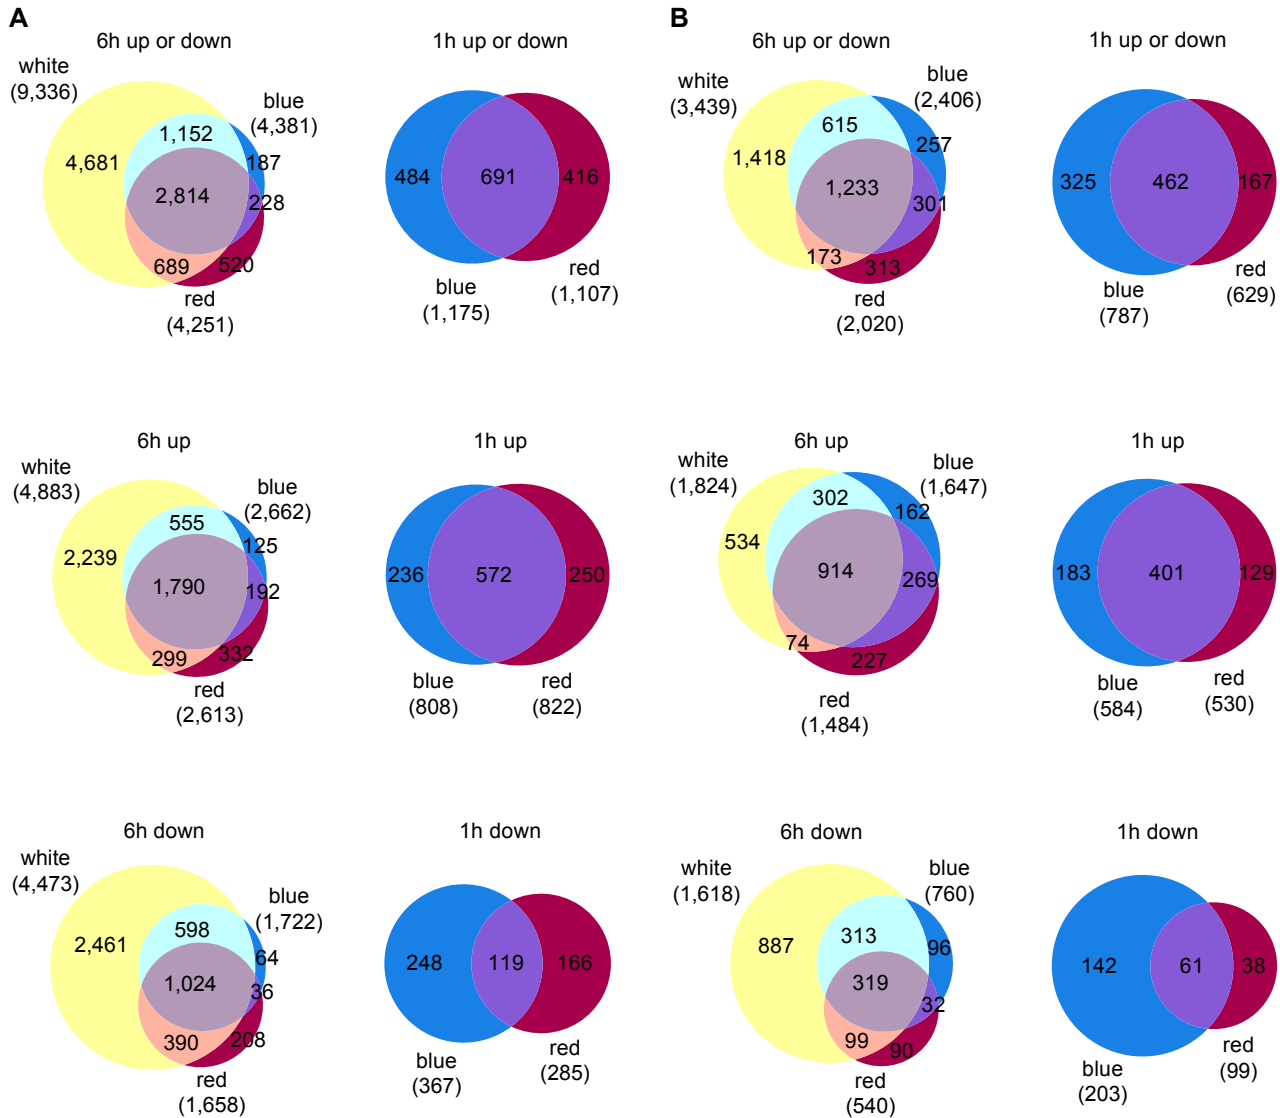 A
6h up or down
white
(9,336)
blue
(4,381)
1,152
4,681
187
2,814
228
689
520
red
(4,251)
1h up or down
484
691
416
blue
(1,175)
red
(1,107)
B
6h up or down
white
(3,439)
blue
(2,406)
615
257
1,418
1,233
301
173
313
red
(2,020)
1h up or down
325
462
167
blue
(787)
red
(629)
6h up
white
(4,883)
blue
(2,662)
555
125
2,239
1,790
192
299
332
red
(2,613)
1h up
236
572
250
blue
(808)
red
(822)
6h up
white
(1,824)
blue
(1,647)
302
162
534
914
269
74
227
red
(1,484)
1h up
183
401
129
blue
(584)
red
(530)
6h down
white
(4,473)
blue
(1,722)
598
2,461
64
1,024
36
390
208
red
(1,658)
1h down
248
119
166
blue
(367)
red
(285)
6h down
white
(1,618)
blue
(760)
313
887
96
319
32
99
90
red
(540)
1h down
142
61
38
blue
(203)
red
(99)